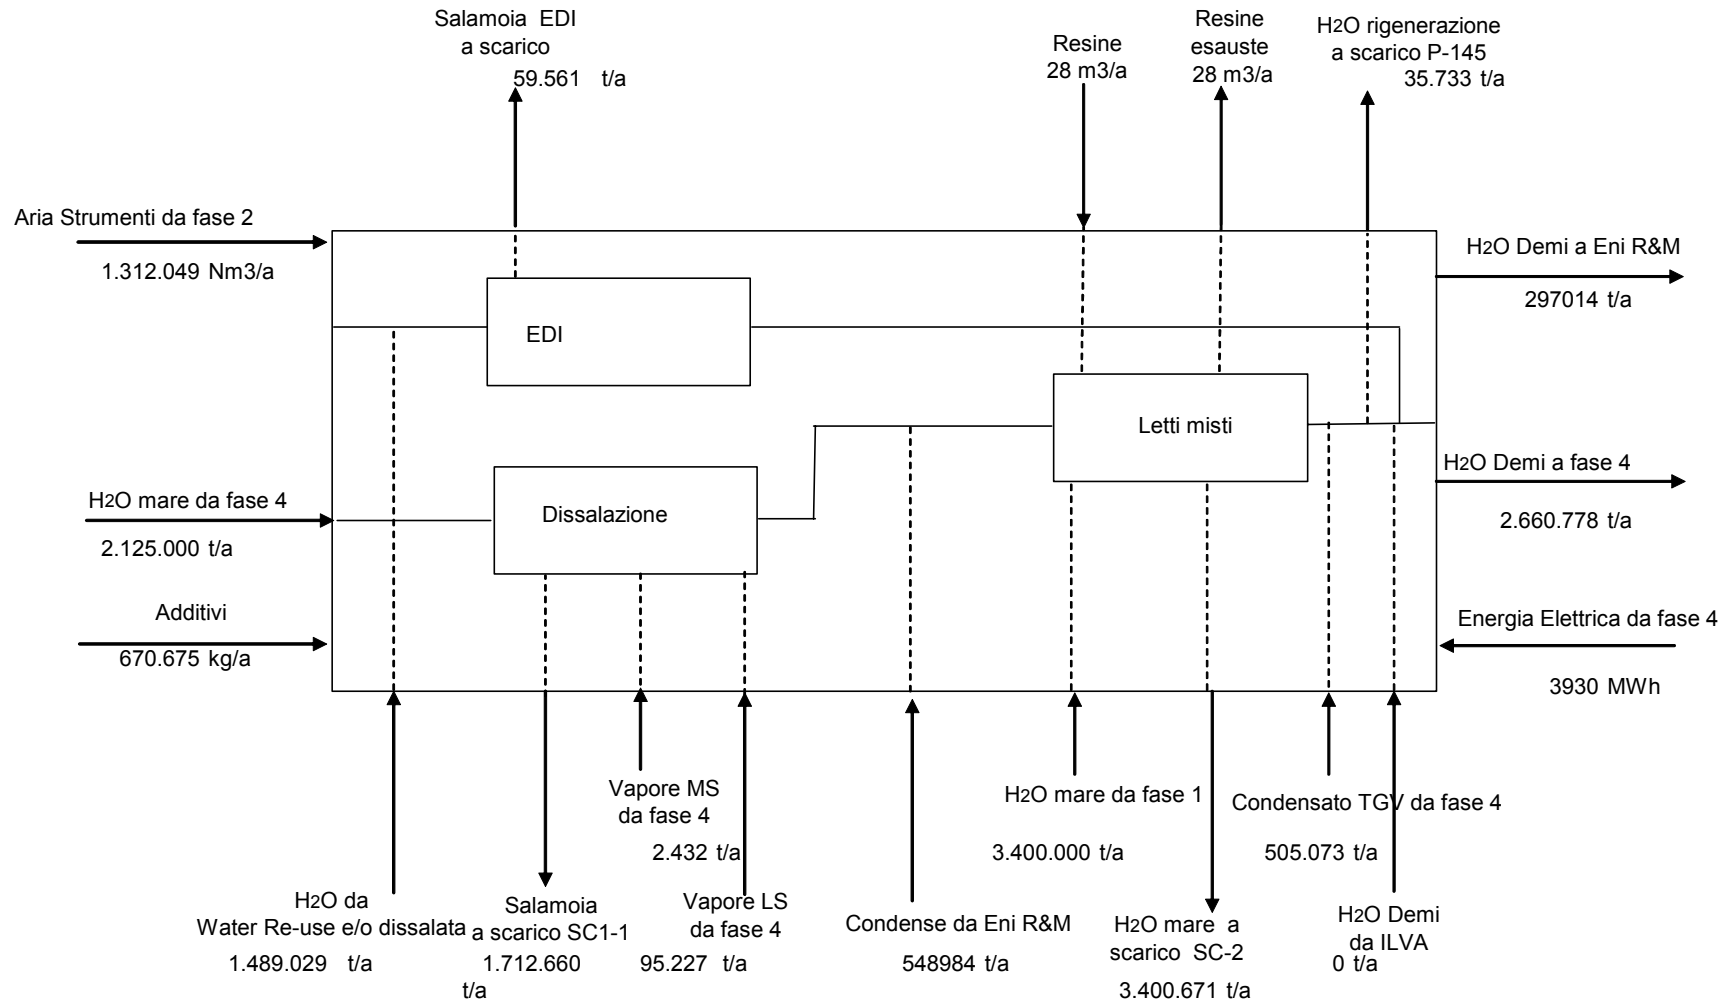 Salamoia EDI
a scarico
59.561 t/a
Resine
28 m3/a
Resine
esauste
28 m3/a
H2O rigenerazione
a scarico P-145
35.733 t/a
Aria Strumenti da fase 2
1.312.049 Nm3/a
H2O Demi a Eni R&M
297014 t/a
EDI
Letti misti
H2O mare da fase 4
2.125.000 t/a
Dissalazione
H2O Demi a fase 4
2.660.778 t/a
Additivi
670.675 kg/a
Energia Elettrica da fase 4
3930 MWh
Vapore MS
da fase 4
2.432 t/a
H2O mare da fase 1
3.400.000 t/a
Condensato TGV da fase 4
505.073 t/a
H2O da
Water Re-use e/o dissalata
1.489.029 t/a
Salamoia
a scarico SC1-1
1.712.660
t/a
Vapore LS
da fase 4
95.227 t/a
Condense da Eni R&M
548984 t/a
H2O mare a
scarico SC-2
3.400.671 t/a
H2O Demi
da ILVA
0 t/a